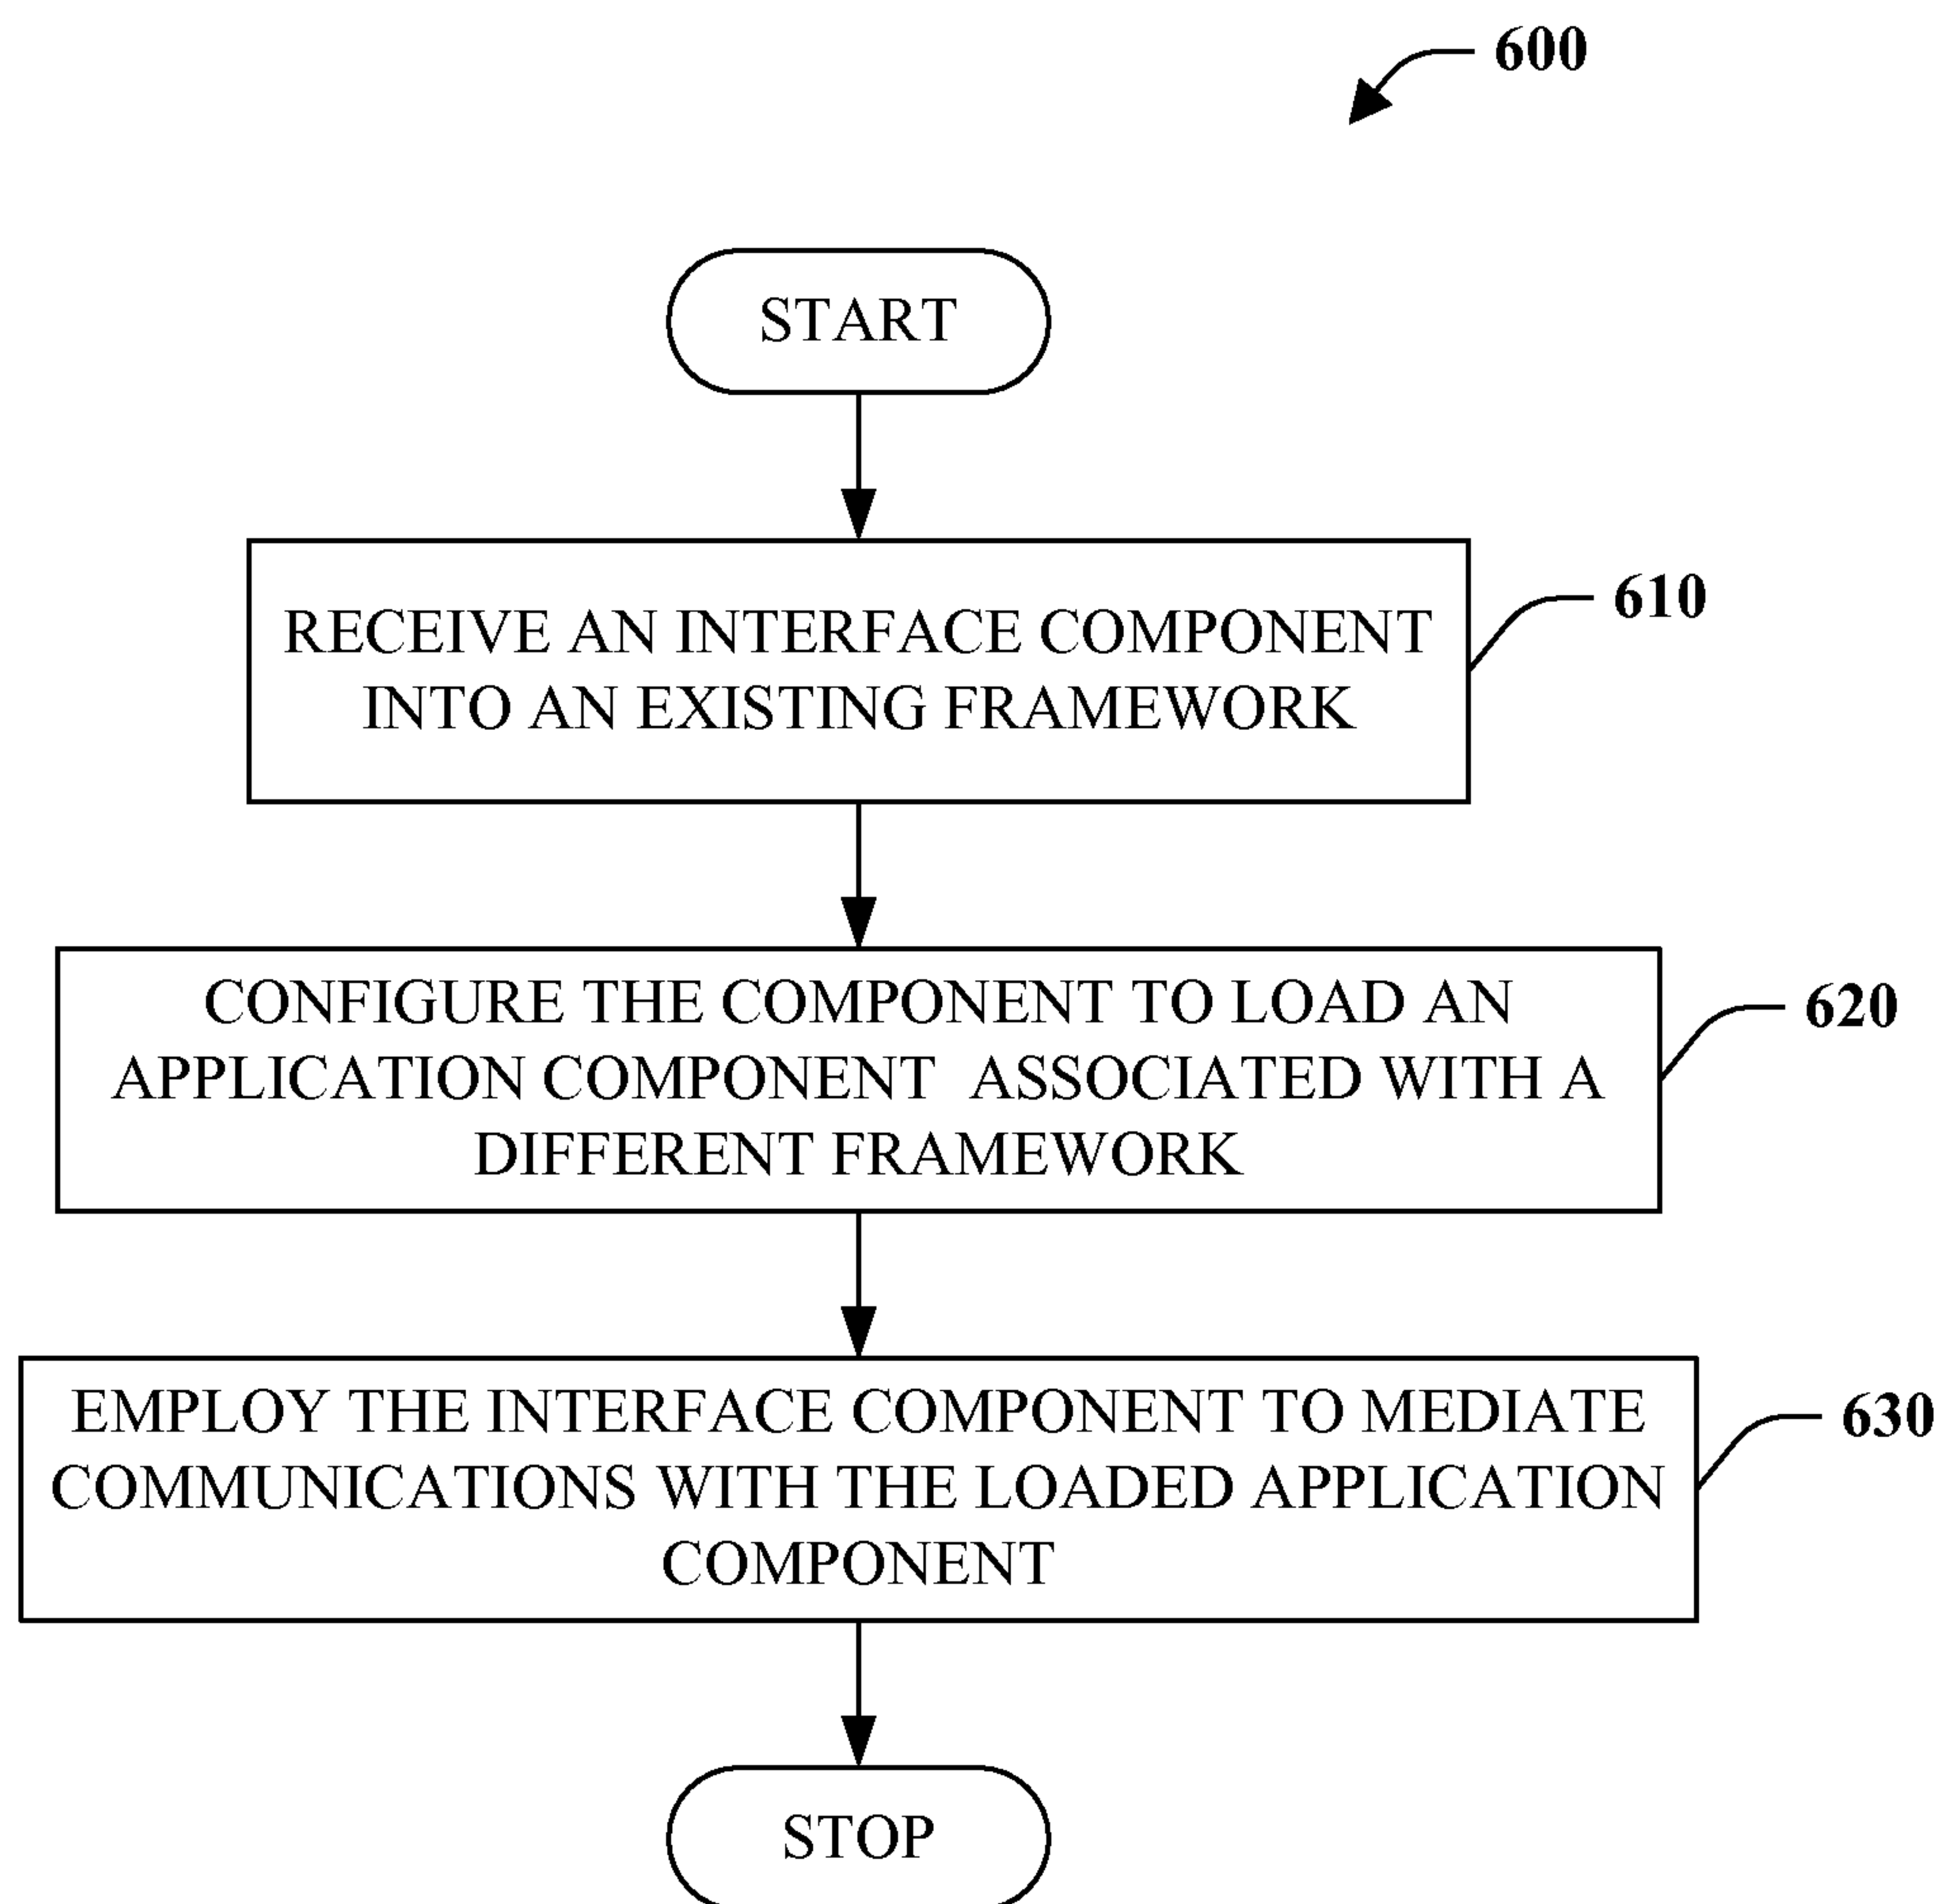 600
START
RECEIVE AN INTERFACE COMPONENT
INTO AN EXISTING FRAMEWORK
610
CONFIGURE THE COMPONENT TO LOAD AN
APPLICATION COMPONENT ASSOCIATED WITH A
DIFFERENT FRAMEWORK
620
EMPLOY THE INTERFACE COMPONENT TO MEDIATE
COMMUNICATIONS WITH THE LOADED APPLICATION
COMPONENT
630
STOP